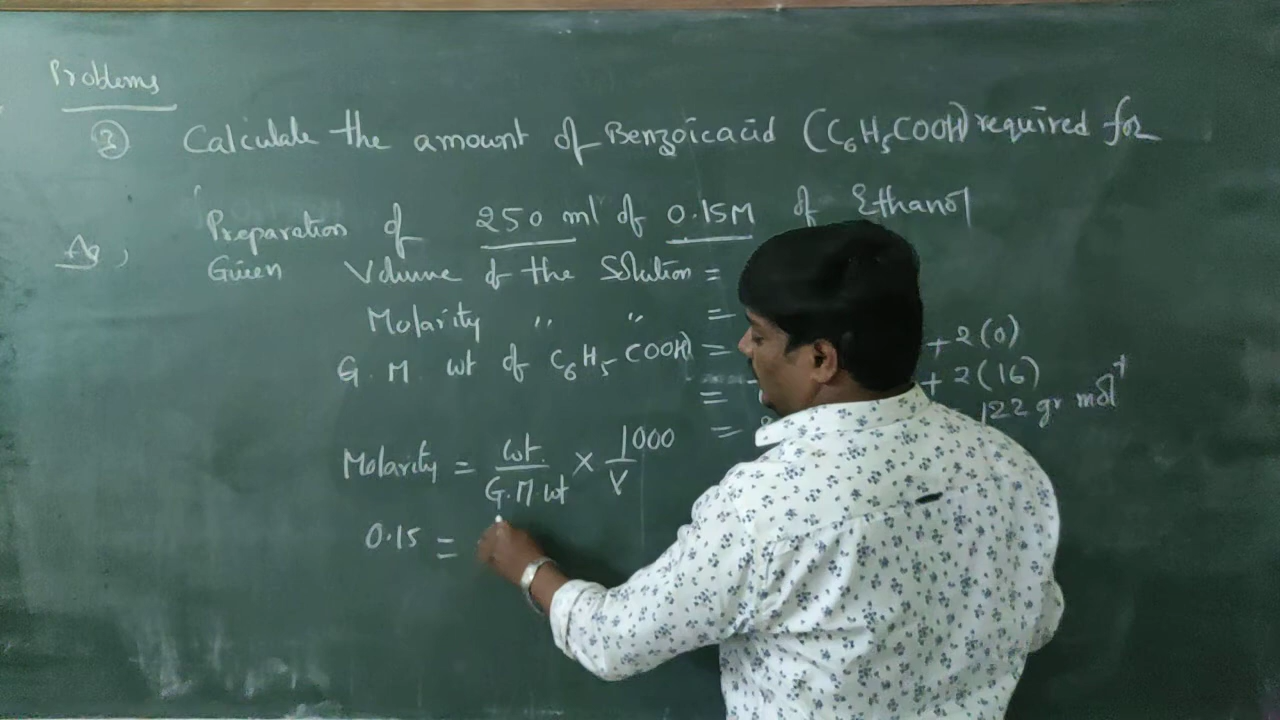 Problems
③ Calculate the amount of Benzoicacid (C₆H₅COOH) required for
Preparation of 250 ml of 0.15M of Ethanol
Given Volume of the Solution =
Molarity " " =
G.M. wt of C₆H₅COOH = + 2(0)
= + 2(16)
= 122 gr mol⁻¹
Molarity = wt / G.M.wt × 1000 / V
0.15 =